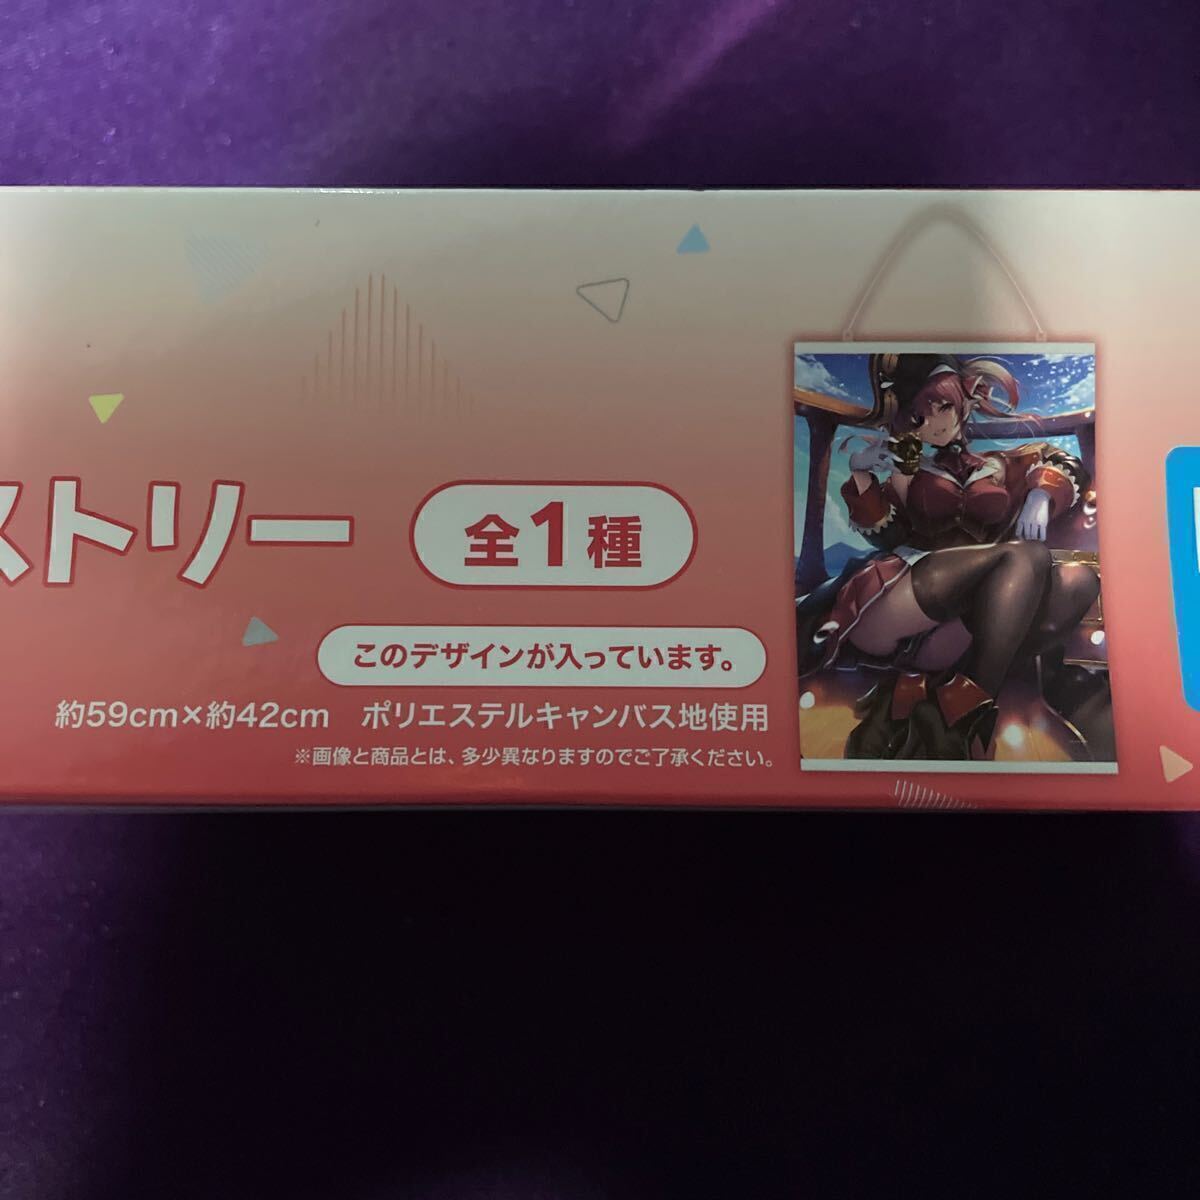 ストリー
全1種
このデザインが入っています。
約59cm×約42cm ポリエステルキャンバス地使用
※画像と商品とは、多少異なりますのでご了承ください。